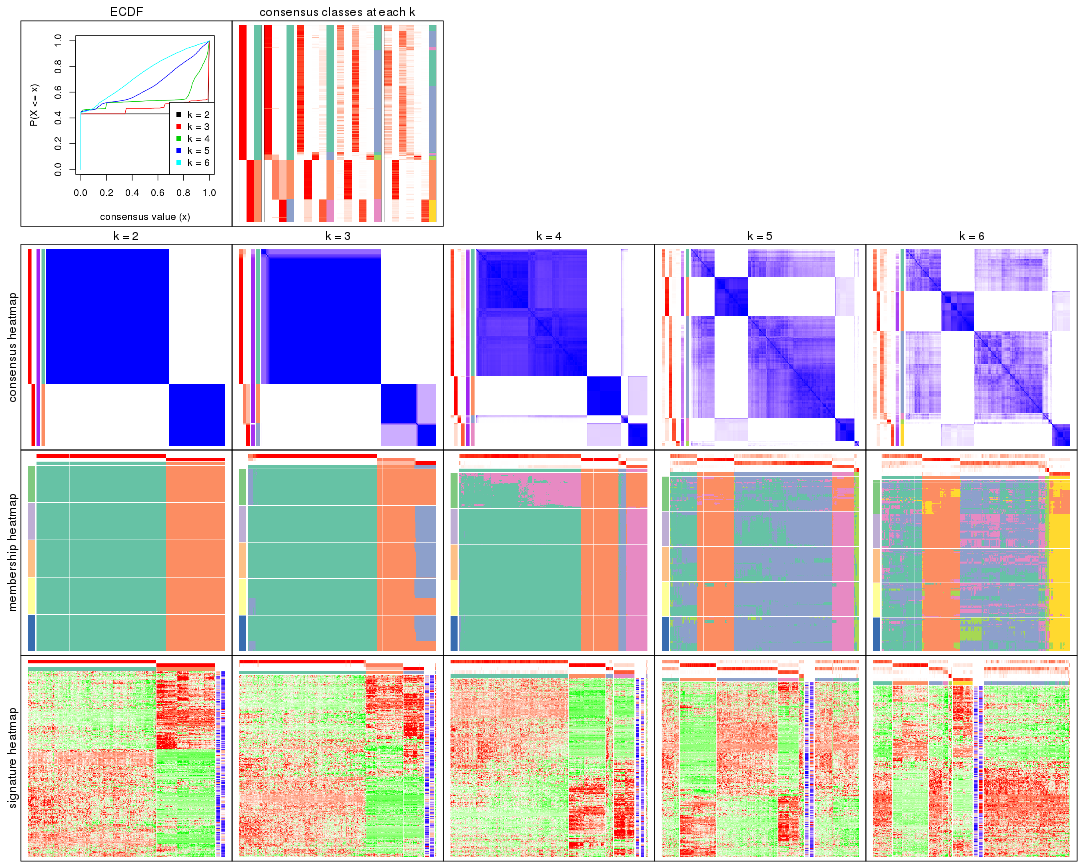 ECDF
consensus classes at each k
P(X <= x)
1.0
0.8
0.6
0.4
0.2
0.0
k = 2
k = 3
k = 4
k = 5
k = 6
0.0 0.2 0.4 0.6 0.8 1.0
consensus value (x)
k = 2
k = 3
k = 4
k = 5
k = 6
consensus heatmap
membership heatmap
signature heatmap